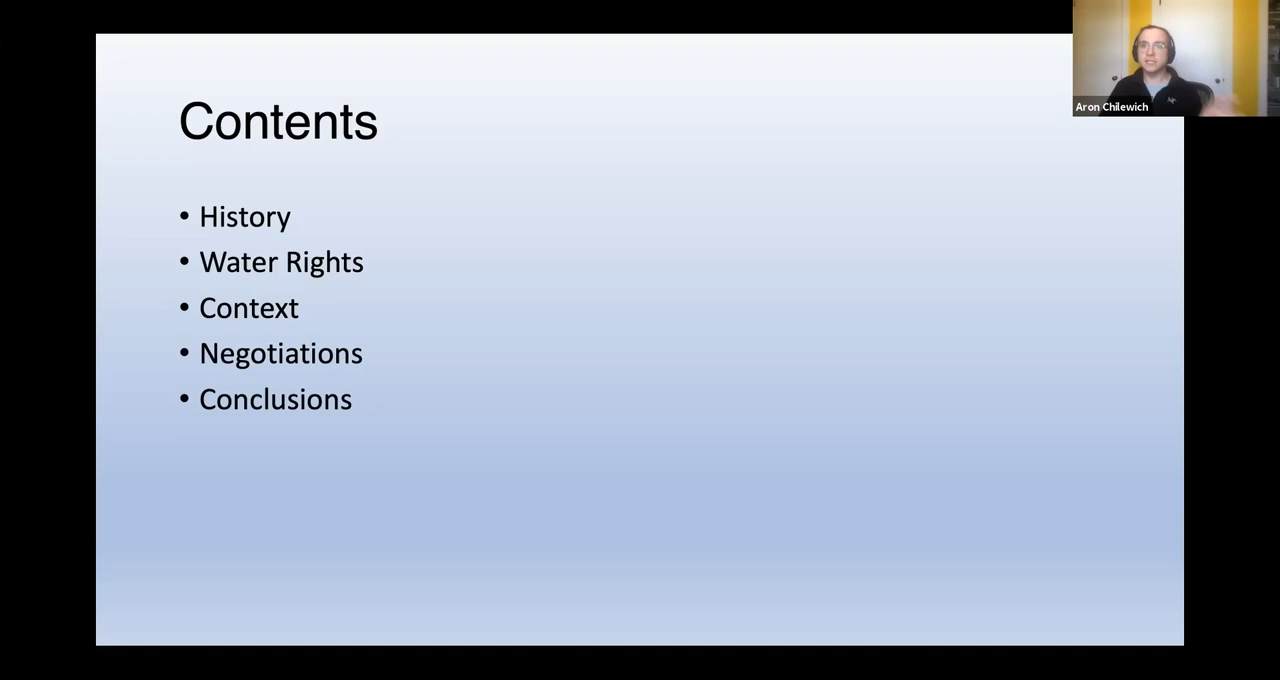 Contents
• History
• Water Rights
• Context
• Negotiations
• Conclusions
Aron Chilewich